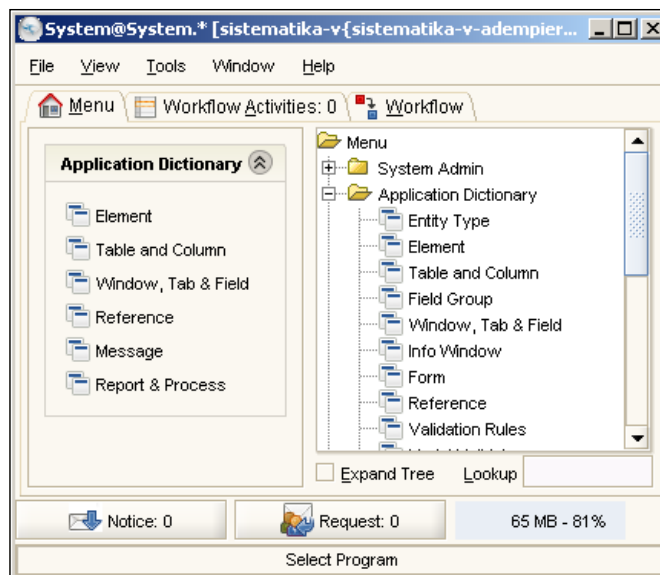 System@System.* [sistematika-v{sistematika-v-adempier...
File View Tools Window Help
Menu Workflow Activities: 0 Workflow
Application Dictionary
Element
Table and Column
Window, Tab & Field
Reference
Message
Report & Process
Menu
System Admin
Application Dictionary
Entity Type
Element
Table and Column
Field Group
Window, Tab & Field
Info Window
Form
Reference
Validation Rules
Expand Tree Lookup
Notice: 0 Request: 0 65 MB - 81%
Select Program